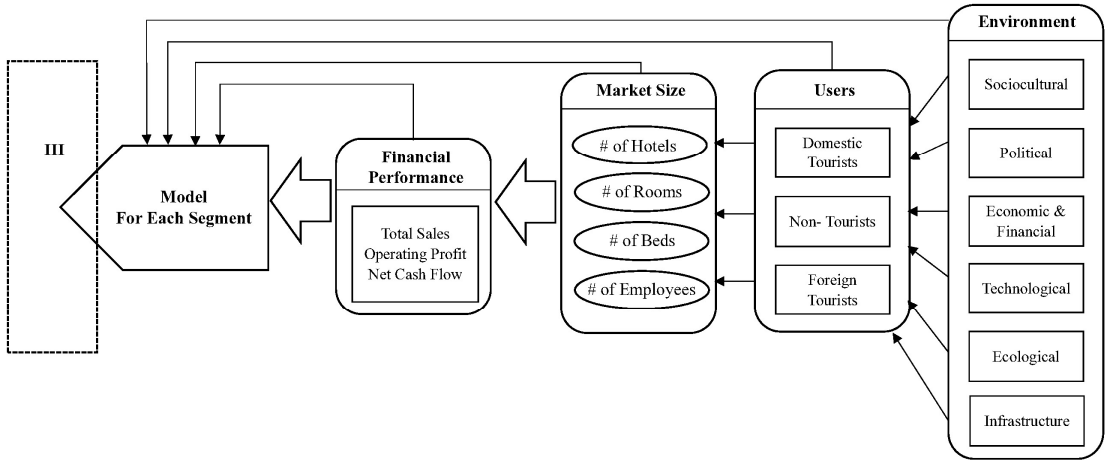 III
Model
For Each Segment
Financial
Performance
Total Sales
Operating Profit
Net Cash Flow
Market Size
# of Hotels
# of Rooms
# of Beds
# of Employees
Users
Domestic
Tourists
Non- Tourists
Foreign
Tourists
Environment
Sociocultural
Political
Economic &
Financial
Technological
Ecological
Infrastructure